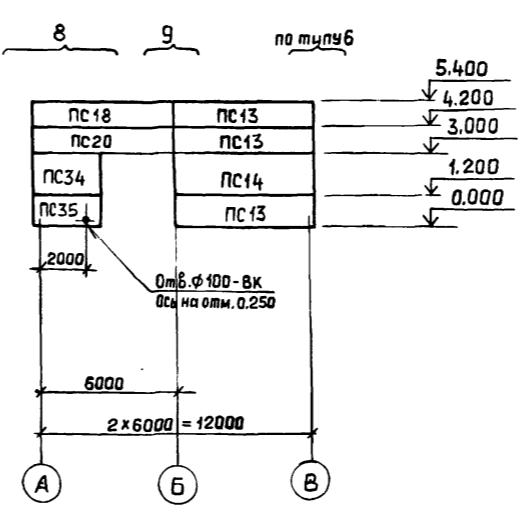 8 9 по типу 6
5.400
4.200
3.000
1.200
0.000
ПС18 ПС13
ПС20 ПС13
ПС34 ПС14
ПС35 ПС13
2000
Отв.ф100-ВК
Ось на отм.0.250
6000
2×6000=12000
А Б В